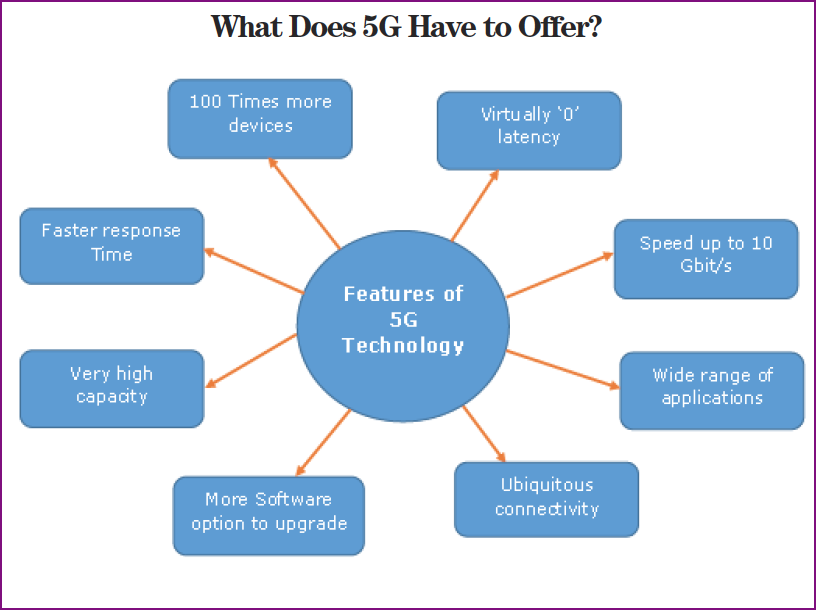 What Does 5G Have to Offer?
100 Times more
devices
Virtually ‘0’
latency
Faster response
Time
Speed up to 10
Gbit/s
Features of
5G
Technology
Very high
capacity
Wide range of
applications
More Software
option to upgrade
Ubiquitous
connectivity